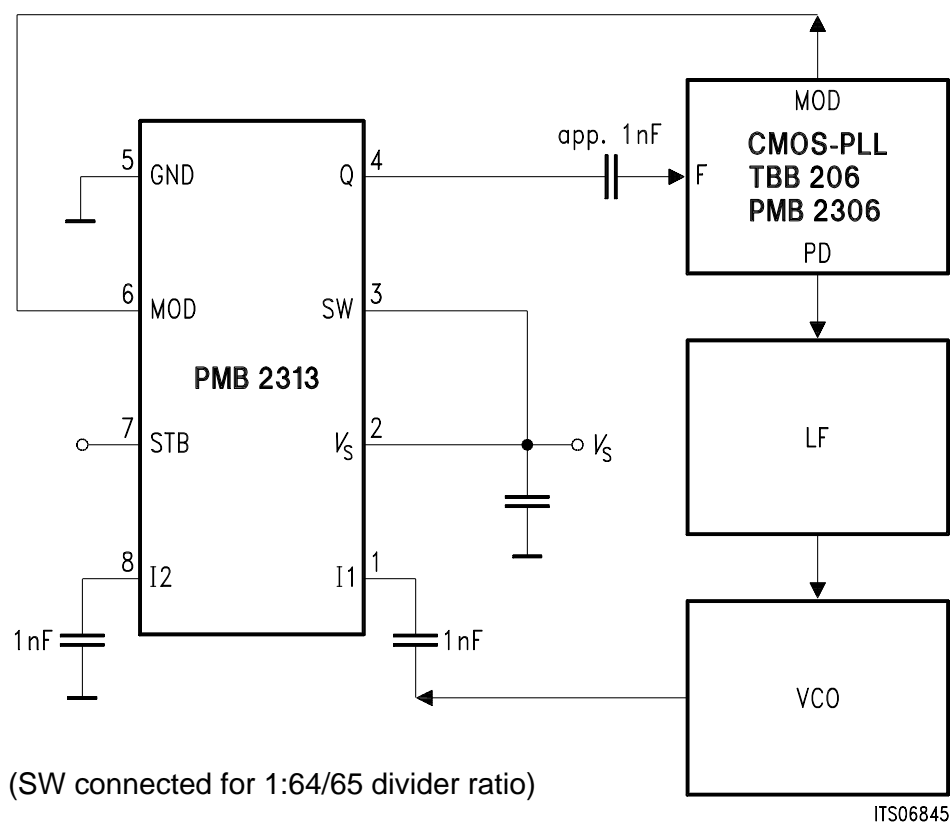 MOD
app. 1nF
CMOS-PLL
TBB 206
PMB 2306
F
PD
5
GND
Q
4
6
MOD
SW
3
PMB 2313
7
STB
VS
2
VS
LF
8
I2
I1
1
1nF
1nF
VCO
(SW connected for 1:64/65 divider ratio)
ITS06845